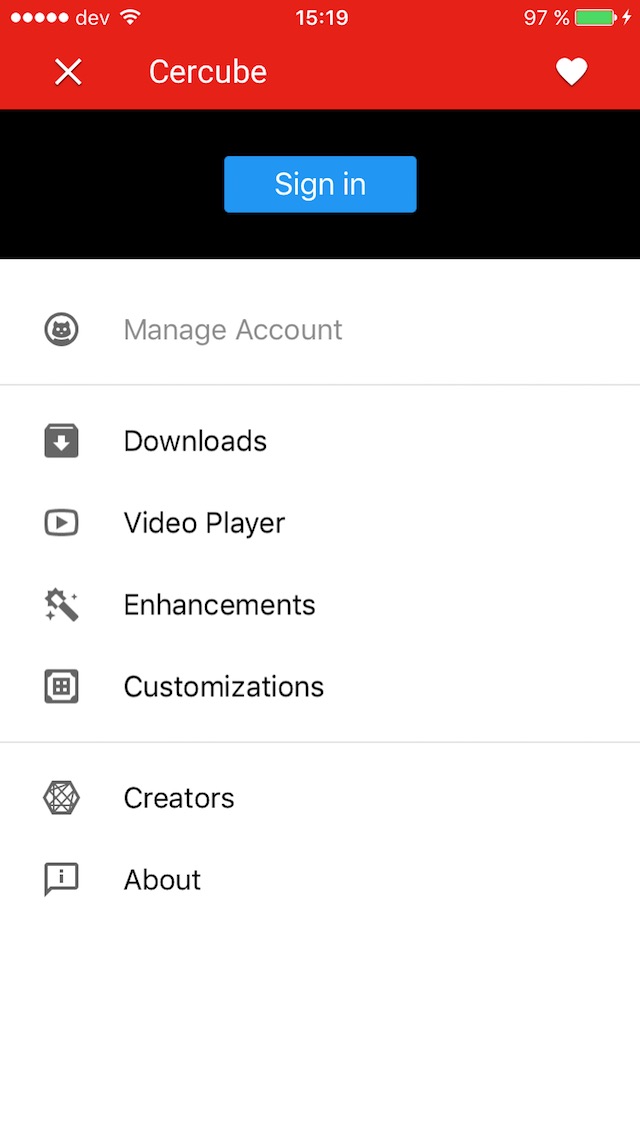 dev 15:19 97 %
Cercube
Sign in
Manage Account
Downloads
Video Player
Enhancements
Customizations
Creators
About